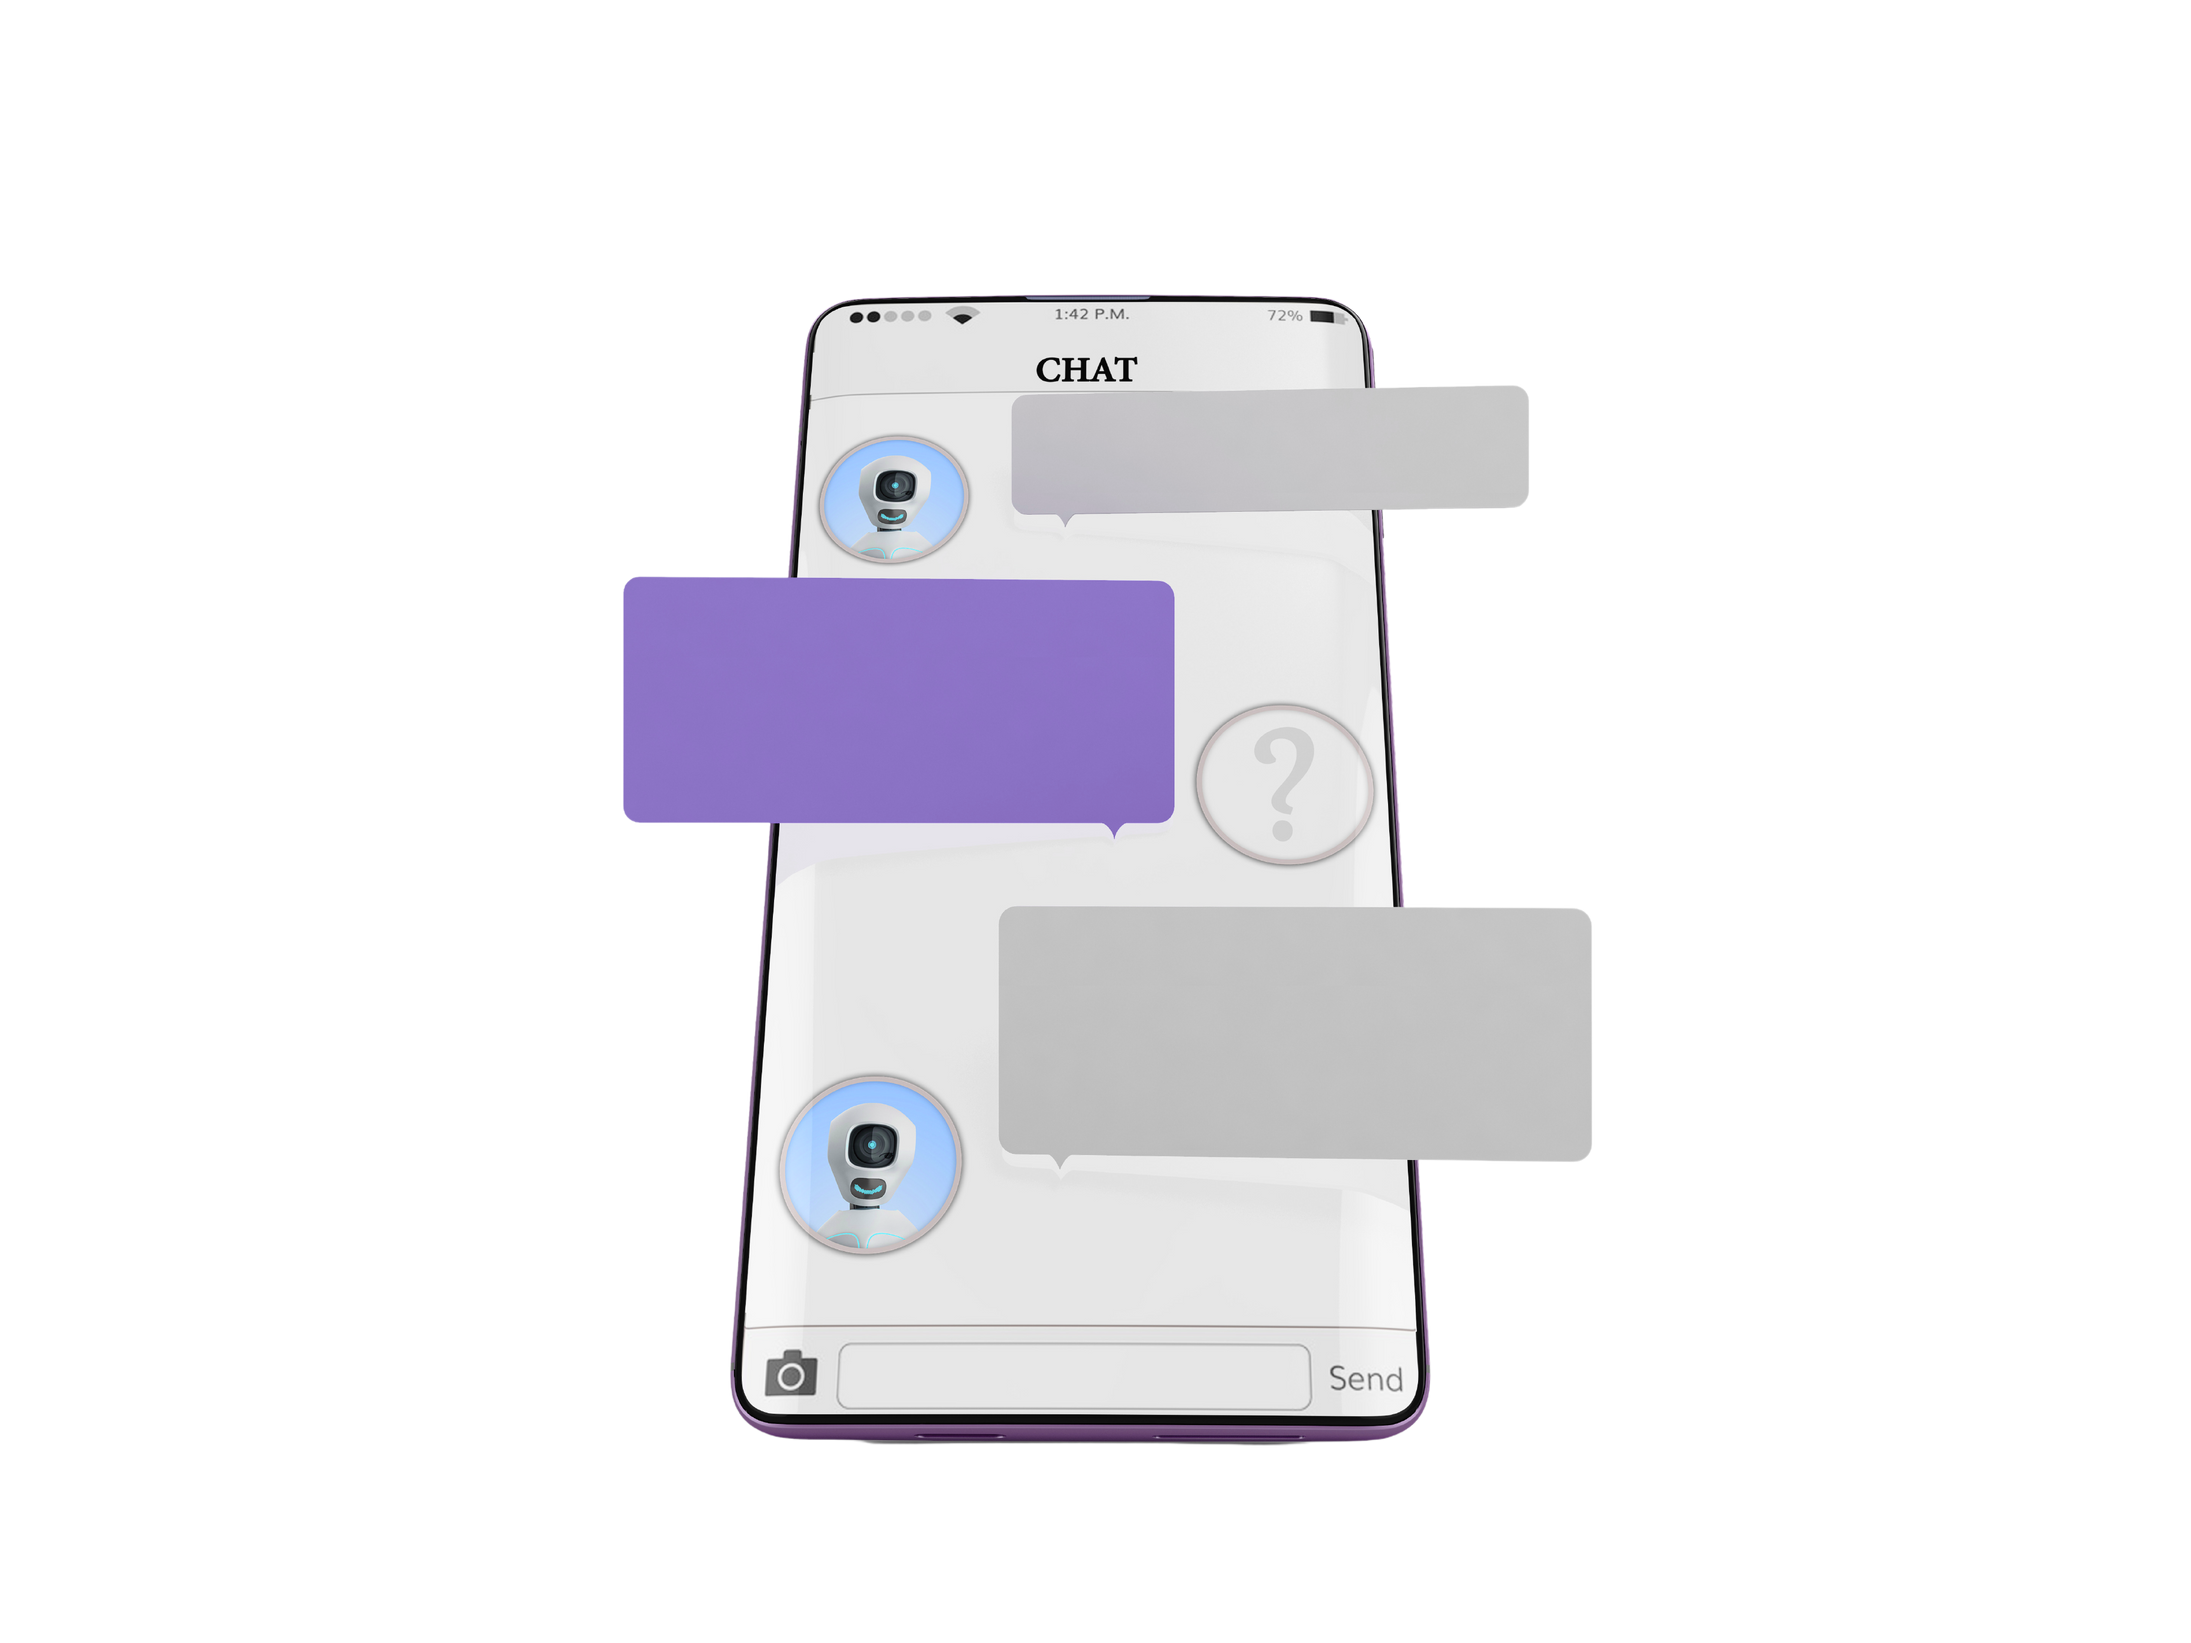 1:42 P.M.
72%
CHAT
?
Send